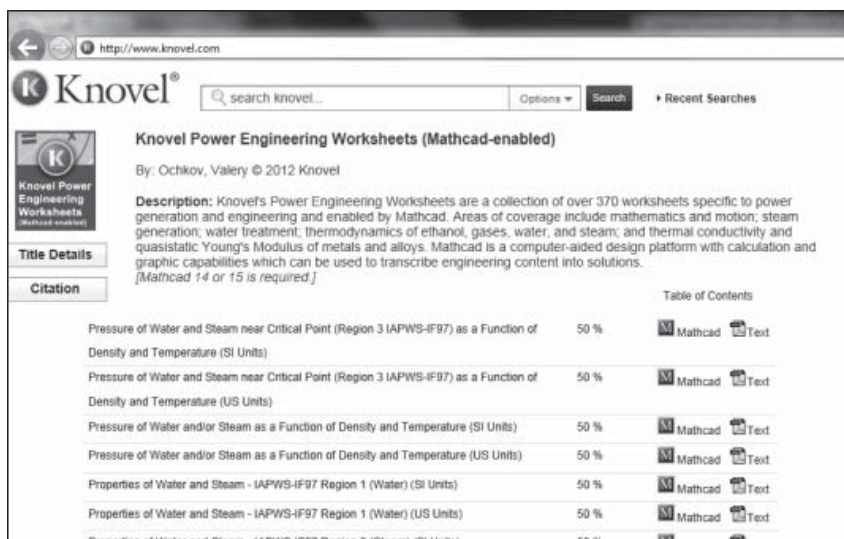 http://www.knovel.com
K Knovel®
search knovel...
Options
Search
Recent Searches
K
Knovel Power
Engineering
Worksheets
(Mathcad-enabled)
Title Details
Citation
Knovel Power Engineering Worksheets (Mathcad-enabled)
By: Ochkov, Valery © 2012 Knovel
Description: Knovel's Power Engineering Worksheets are a collection of over 370 worksheets specific to power
generation and engineering and enabled by Mathcad. Areas of coverage include mathematics and motion; steam
generation; water treatment; thermodynamics of ethanol, gases, water, and steam; and thermal conductivity and
quasistatic Young's Modulus of metals and alloys. Mathcad is a computer-aided design platform with calculation and
graphic capabilities which can be used to transcribe engineering content into solutions.
[Mathcad 14 or 15 is required.]
Table of Contents
Pressure of Water and Steam near Critical Point (Region 3 IAPWS-IF97) as a Function of 50 % Mathcad Text
Density and Temperature (SI Units)
Pressure of Water and Steam near Critical Point (Region 3 IAPWS-IF97) as a Function of 50 % Mathcad Text
Density and Temperature (US Units)
Pressure of Water and/or Steam as a Function of Density and Temperature (SI Units) 50 % Mathcad Text
Pressure of Water and/or Steam as a Function of Density and Temperature (US Units) 50 % Mathcad Text
Properties of Water and Steam - IAPWS-IF97 Region 1 (Water) (SI Units) 50 % Mathcad Text
Properties of Water and Steam - IAPWS-IF97 Region 1 (Water) (US Units) 50 % Mathcad Text